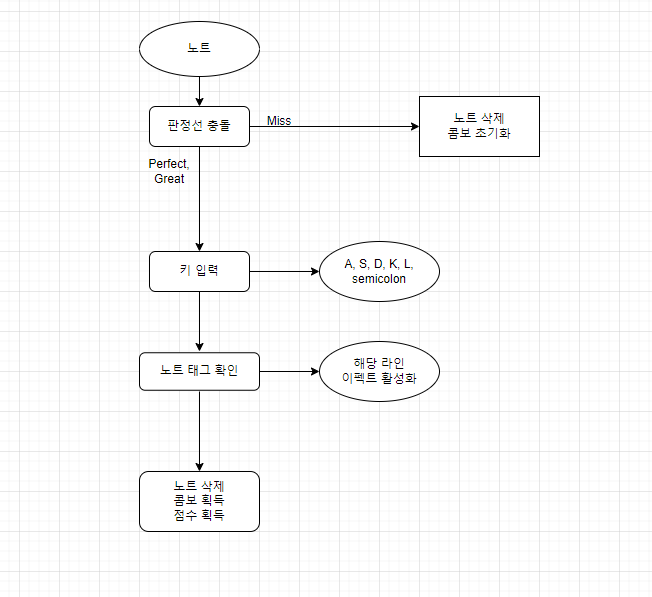 노트
판정선 충돌
Miss
노트 삭제
콤보 초기화
Perfect,
Great
키 입력
A, S, D, K, L,
semicolon
노트 태그 확인
해당 라인
이펙트 활성화
노트 삭제
콤보 획득
점수 획득